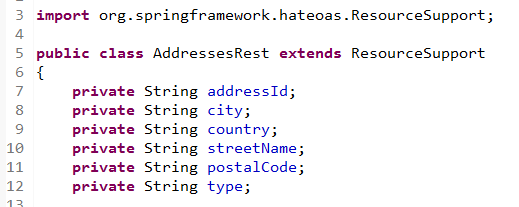 3 import org.springframework.hateoas.ResourceSupport;
4
5 public class AddressesRest extends ResourceSupport
6 {
7 private String addressId;
8 private String city;
9 private String country;
10 private String streetName;
11 private String postalCode;
12 private String type;
13